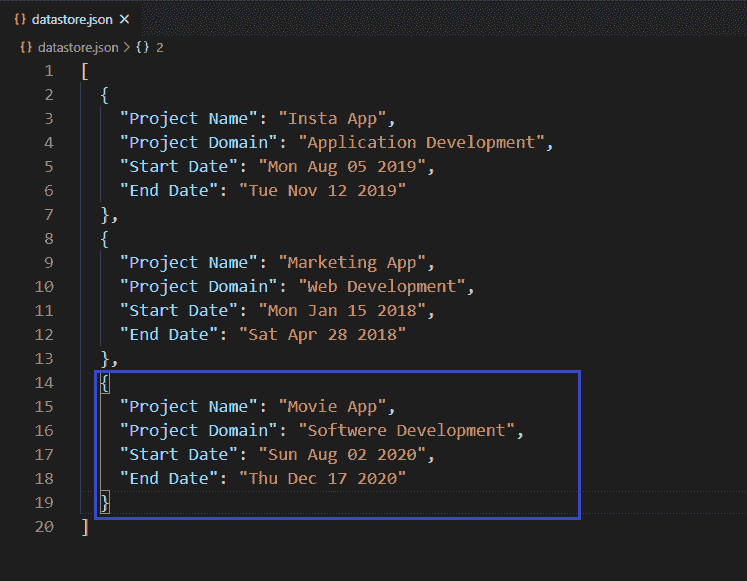 {} datastore.json ×
{} datastore.json > {} 2
1 [
2 {
3 "Project Name": "Insta App",
4 "Project Domain": "Application Development",
5 "Start Date": "Mon Aug 05 2019",
6 "End Date": "Tue Nov 12 2019"
7 },
8 {
9 "Project Name": "Marketing App",
10 "Project Domain": "Web Development",
11 "Start Date": "Mon Jan 15 2018",
12 "End Date": "Sat Apr 28 2018"
13 },
14 {
15 "Project Name": "Movie App",
16 "Project Domain": "Softwere Development",
17 "Start Date": "Sun Aug 02 2020",
18 "End Date": "Thu Dec 17 2020"
19 }
20 ]